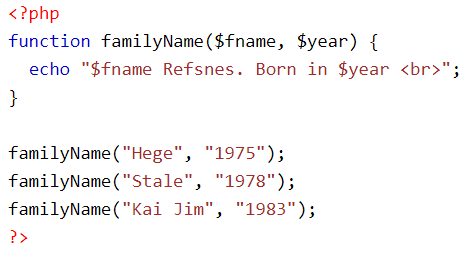 <?php
function familyName($fname, $year) {
  echo "$fname Refsnes. Born in $year <br>";
}

familyName("Hege", "1975");
familyName("Stale", "1978");
familyName("Kai Jim", "1983");
?>